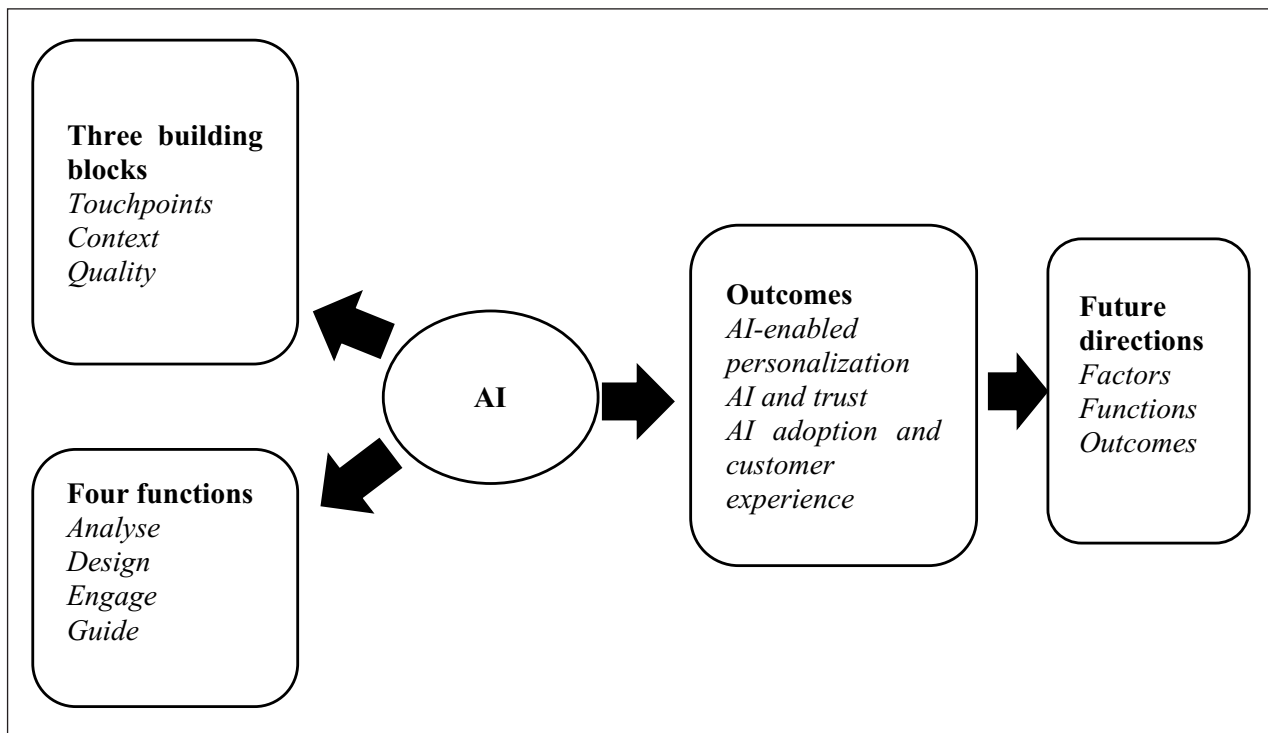 Three building
blocks
Touchpoints
Context
Quality
Four functions
Analyse
Design
Engage
Guide
AI
Outcomes
AI-enabled
personalization
AI and trust
AI adoption and
customer
experience
Future
directions
Factors
Functions
Outcomes